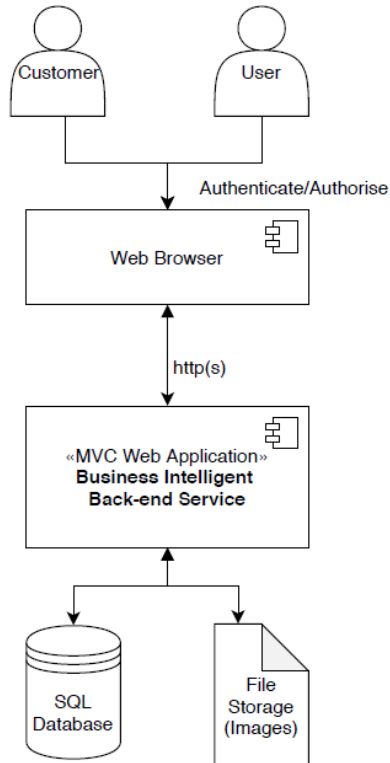 Customer
User
Authenticate/Authorise
Web Browser
http(s)
«MVC Web Application»
Business Intelligent
Back-end Service
SQL
Database
File
Storage
(Images)